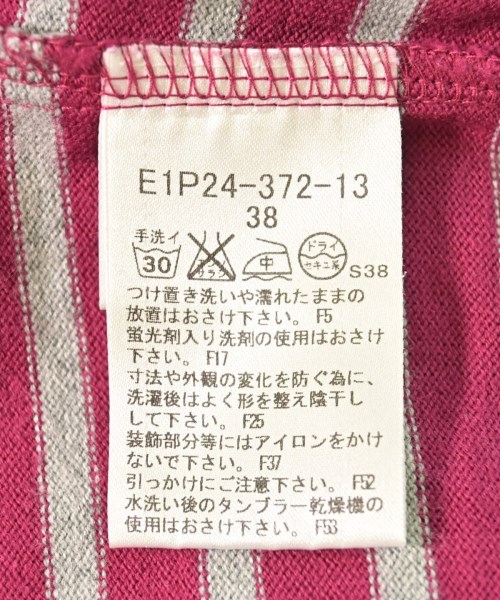 E1P24-372-13
38
手洗イ
30 エンソ サラシ 中 ドライ セキユ系
S38
つけ置き洗いや濡れたままの
放置はおさけ下さい。F5
蛍光剤入り洗剤の使用はおさけ
下さい。F17
寸法や外観の変化を防ぐ為に、
洗濯後はよく形を整え陰干し
して下さい。F25
装飾部分等にはアイロンをかけ
ないで下さい。F37
引っかけにご注意下さい。F52
水洗い後のタンブラー乾燥機の
使用はおさけ下さい。F53